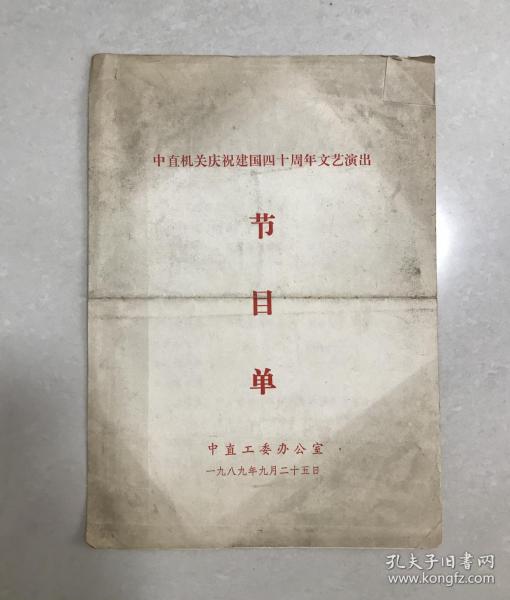 中直机关庆祝建国四十周年文艺演出
节
目
单
中直工委办公室
一九八九年九月二十五日
孔夫子旧书网
www.kongfz.com